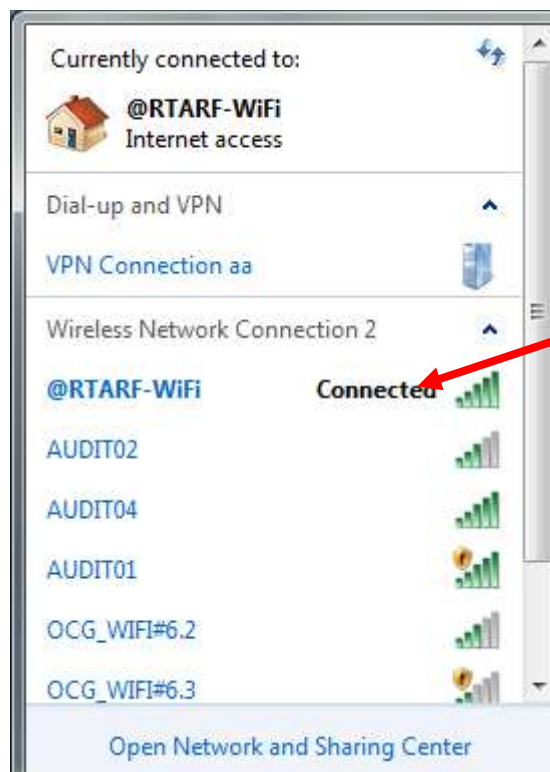 Currently connected to:
@RTARF-WiFi
Internet access
Dial-up and VPN
VPN Connection aa
Wireless Network Connection 2
@RTARF-WiFi Connected
AUDIT02
AUDIT04
AUDIT01
OCG_WIFI#6.2
OCG_WIFI#6.3
Open Network and Sharing Center